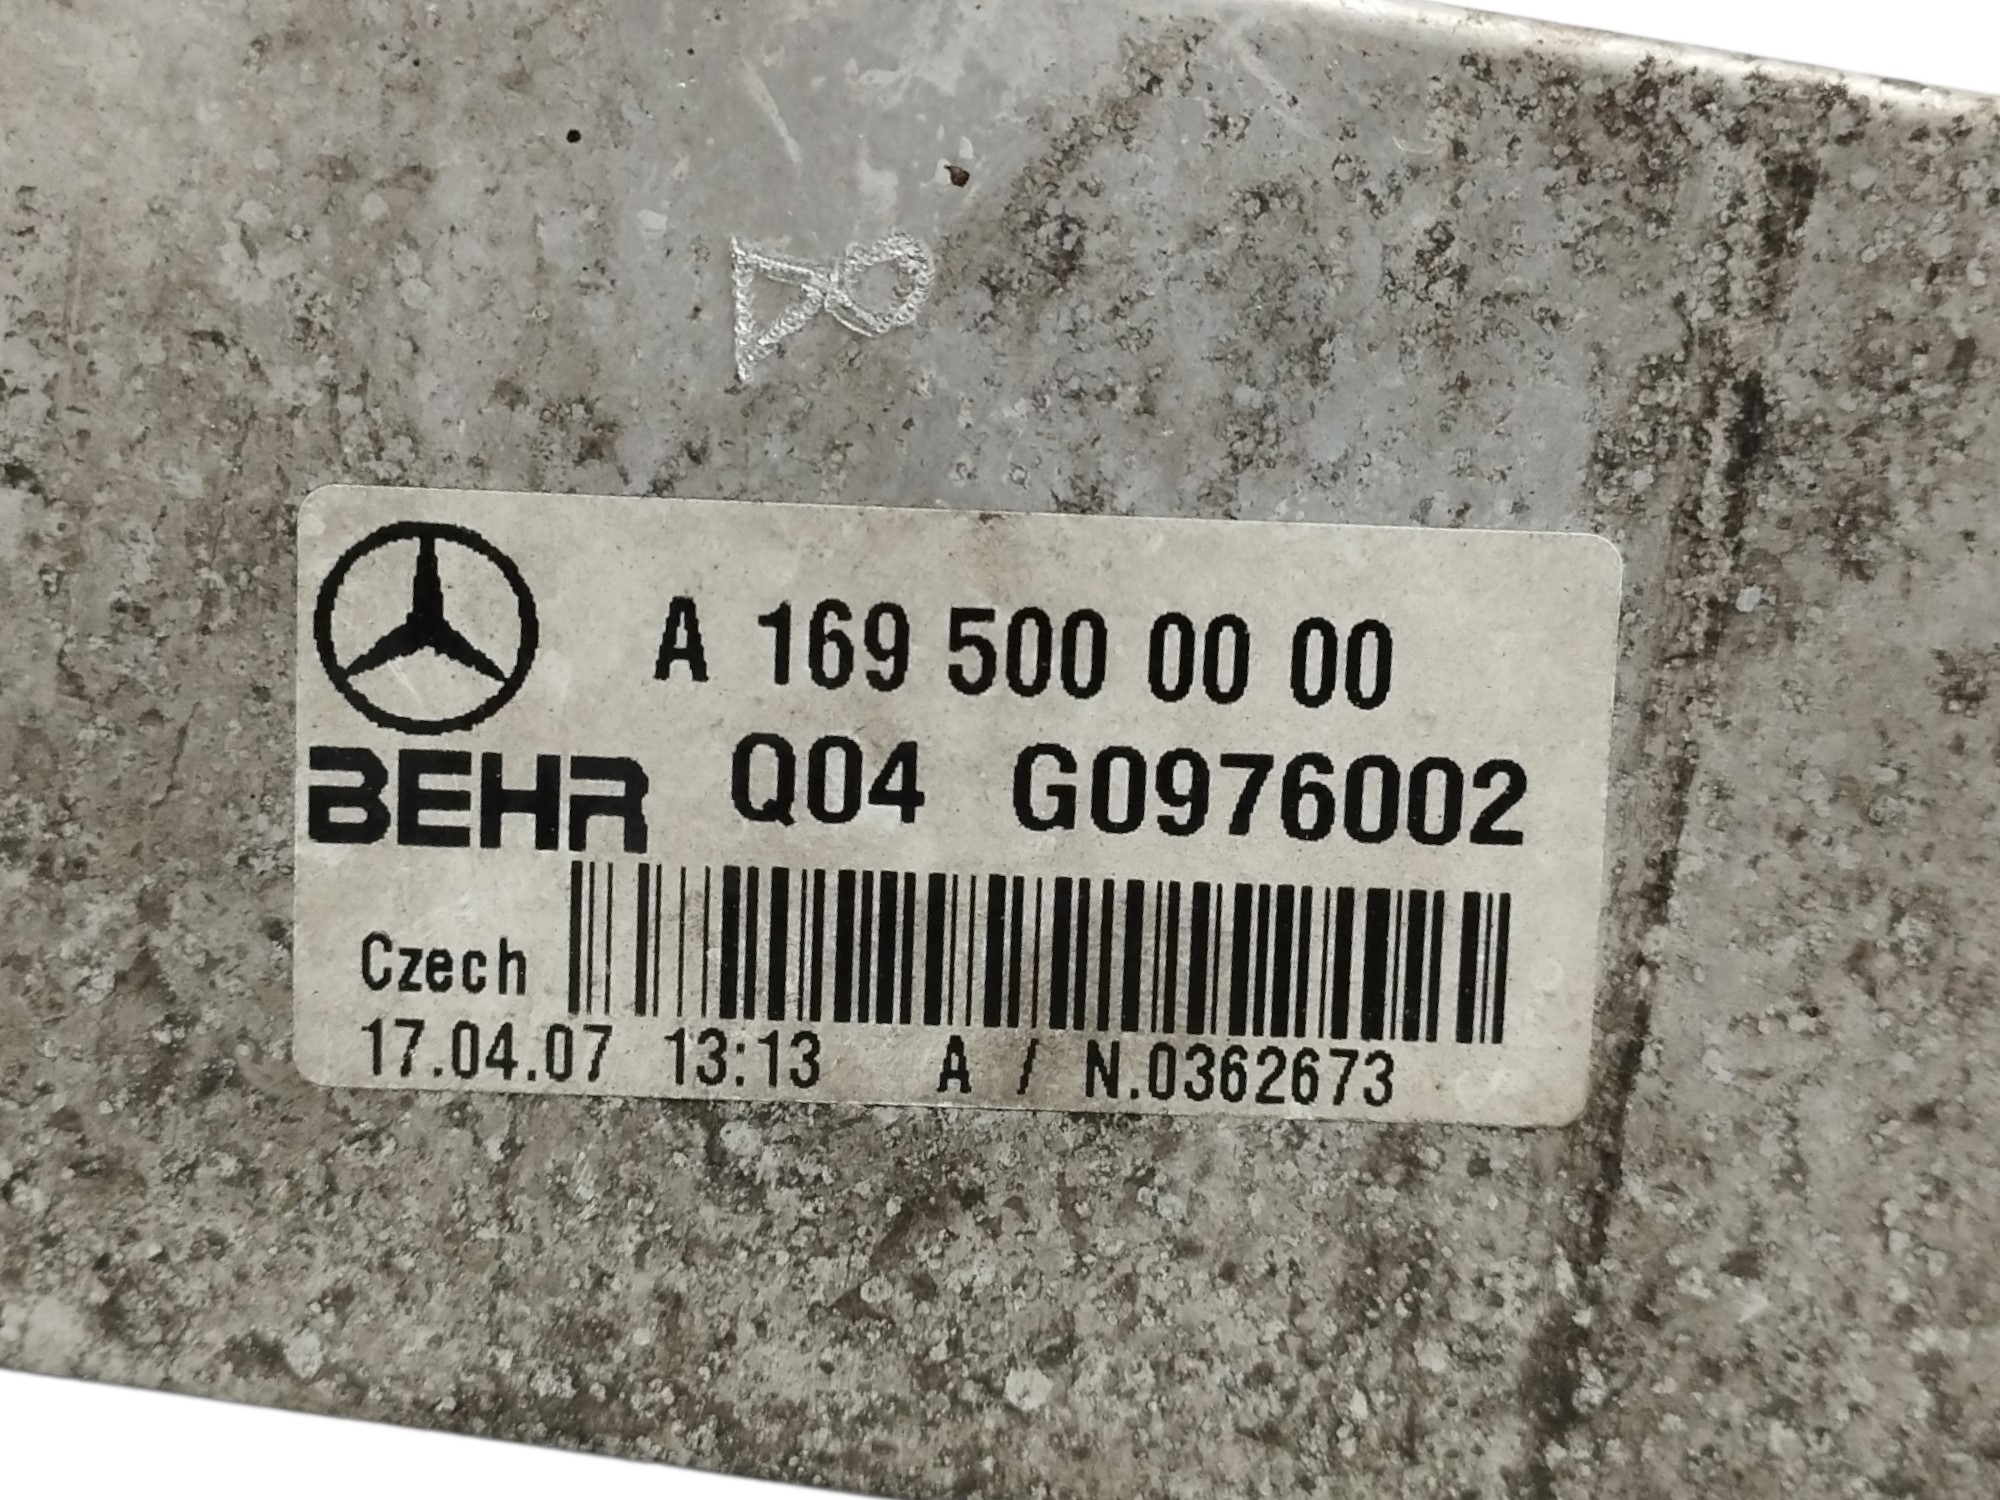 A 169 500 00 00
BEHR Q04 G0976002
Czech
17.04.07 13:13 A / N.0362673